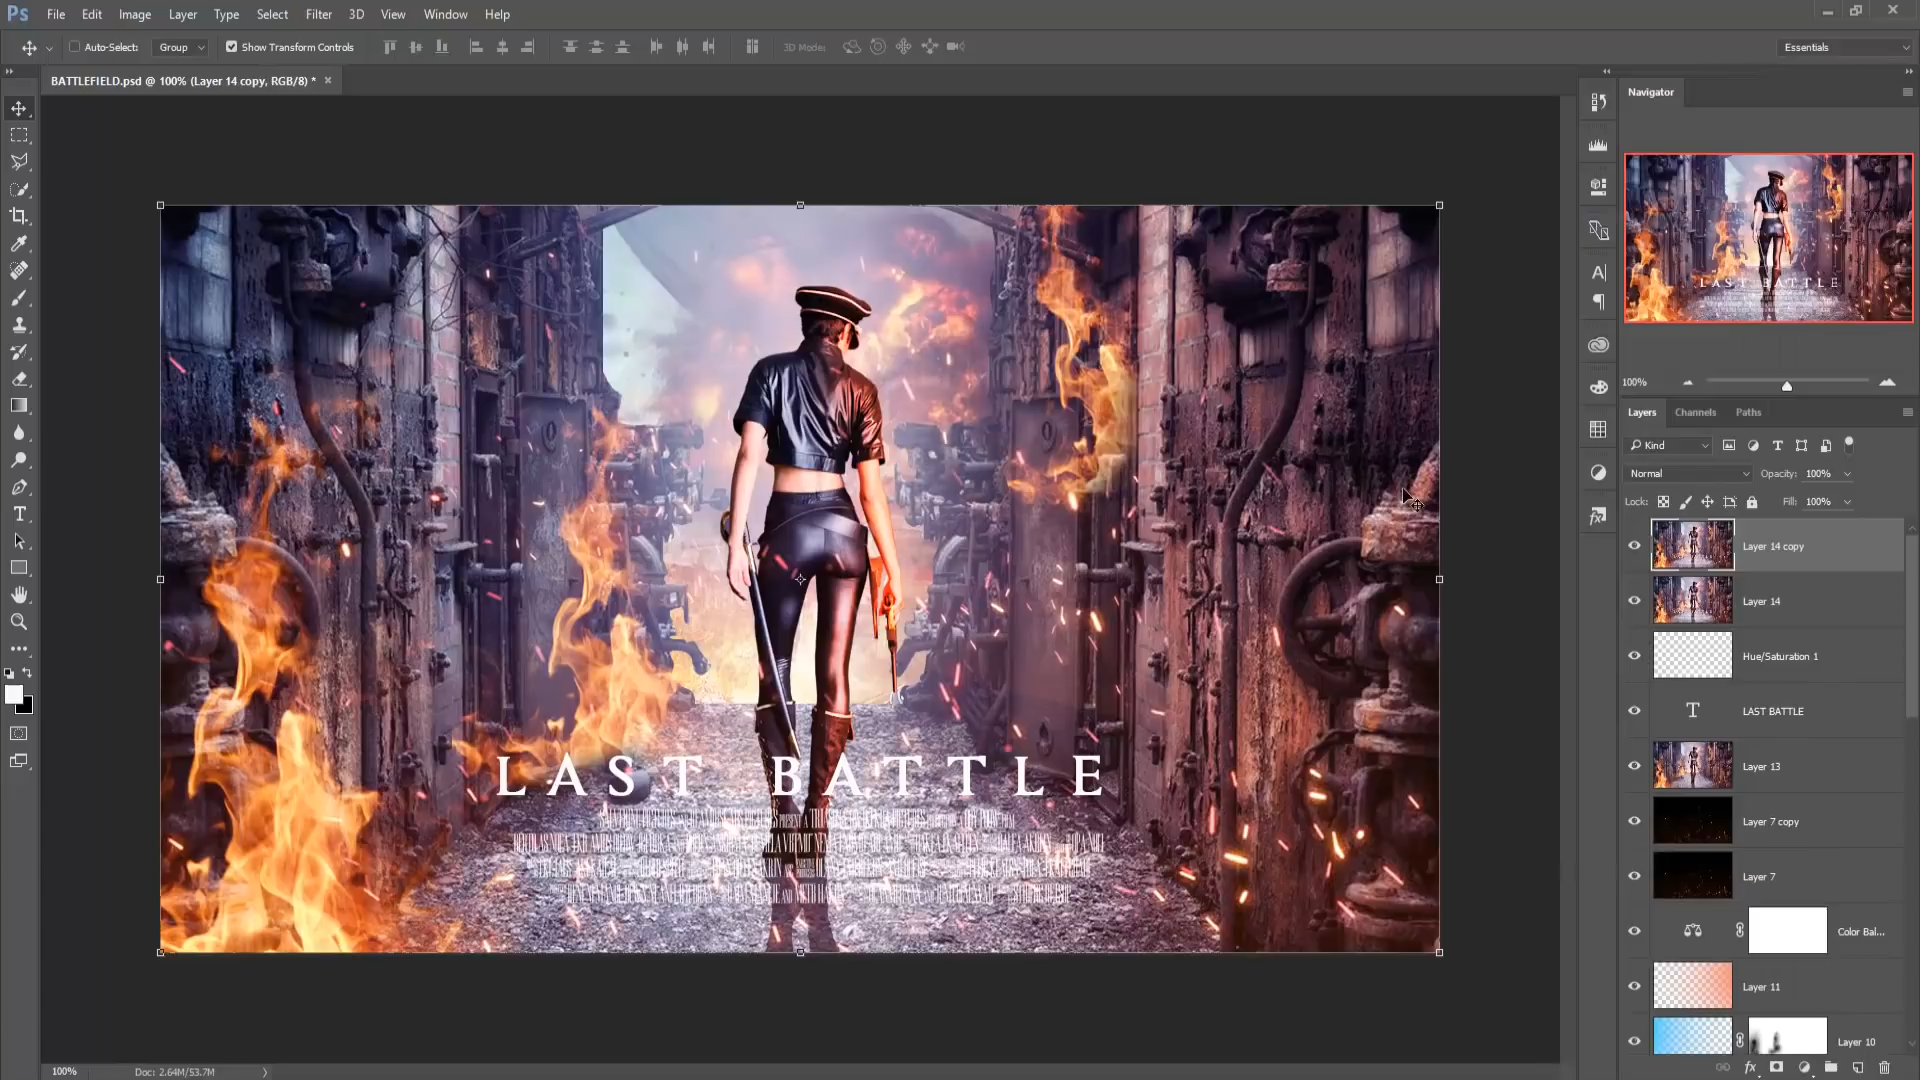 Ps File Edit Image Layer Type Select Filter 3D View Window Help
Auto-Select: Group Show Transform Controls 3D Mode: Essentials
BATTLEFIELD.psd @ 100% (Layer 14 copy, RGB/8) * ×
Navigator
LAST BATTLE
100%
Layers Channels Paths
Kind
Normal Opacity: 100%
Lock: Fill: 100%
Layer 14 copy
Layer 14
Hue/Saturation 1
LAST BATTLE
Layer 13
Layer 7 copy
Layer 7
Color Bal...
Layer 11
Layer 10
LAST BATTLE
100% Doc: 2.64M/53.7M